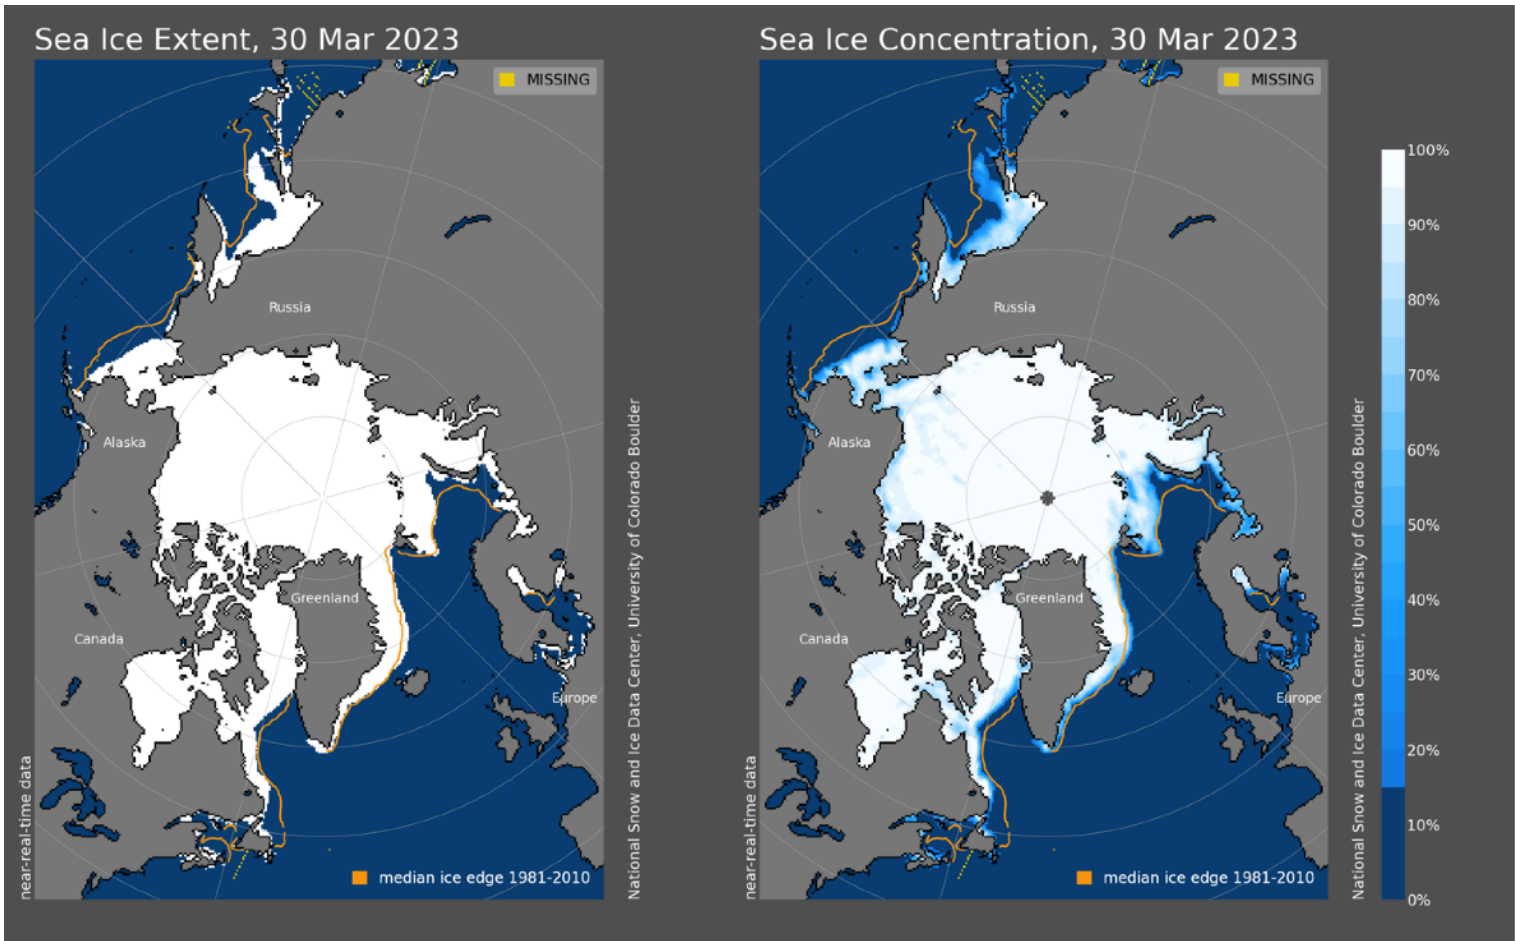 Sea Ice Extent, 30 Mar 2023
MISSING
Russia
Alaska
Greenland
Canada
Europe
near-real-time data
median ice edge 1981-2010
National Snow and Ice Data Center, University of Colorado Boulder
Sea Ice Concentration, 30 Mar 2023
MISSING
Russia
Alaska
Greenland
Canada
Europe
near-real-time data
median ice edge 1981-2010
National Snow and Ice Data Center, University of Colorado Boulder
100%
90%
80%
70%
60%
50%
40%
30%
20%
10%
0%